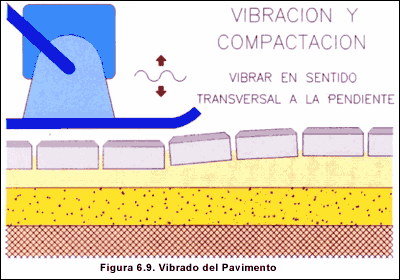 VIBRACION Y
COMPACTACION
VIBRAR EN SENTIDO
TRANSVERSAL A LA PENDIENTE
Figura 6.9. Vibrado del Pavimento